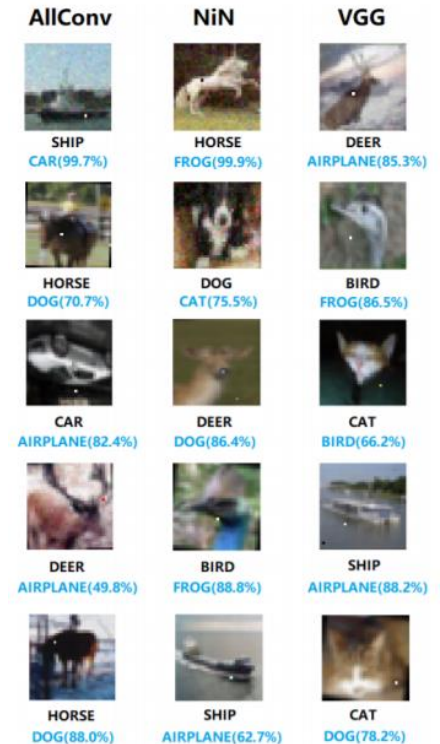 AllConv NiN VGG
SHIP HORSE DEER
CAR(99.7%) FROG(99.9%) AIRPLANE(85.3%)
HORSE DOG BIRD
DOG(70.7%) CAT(75.5%) FROG(86.5%)
CAR DEER CAT
AIRPLANE(82.4%) DOG(86.4%) BIRD(66.2%)
DEER BIRD SHIP
AIRPLANE(49.8%) FROG(88.8%) AIRPLANE(88.2%)
HORSE SHIP CAT
DOG(88.0%) AIRPLANE(62.7%) DOG(78.2%)